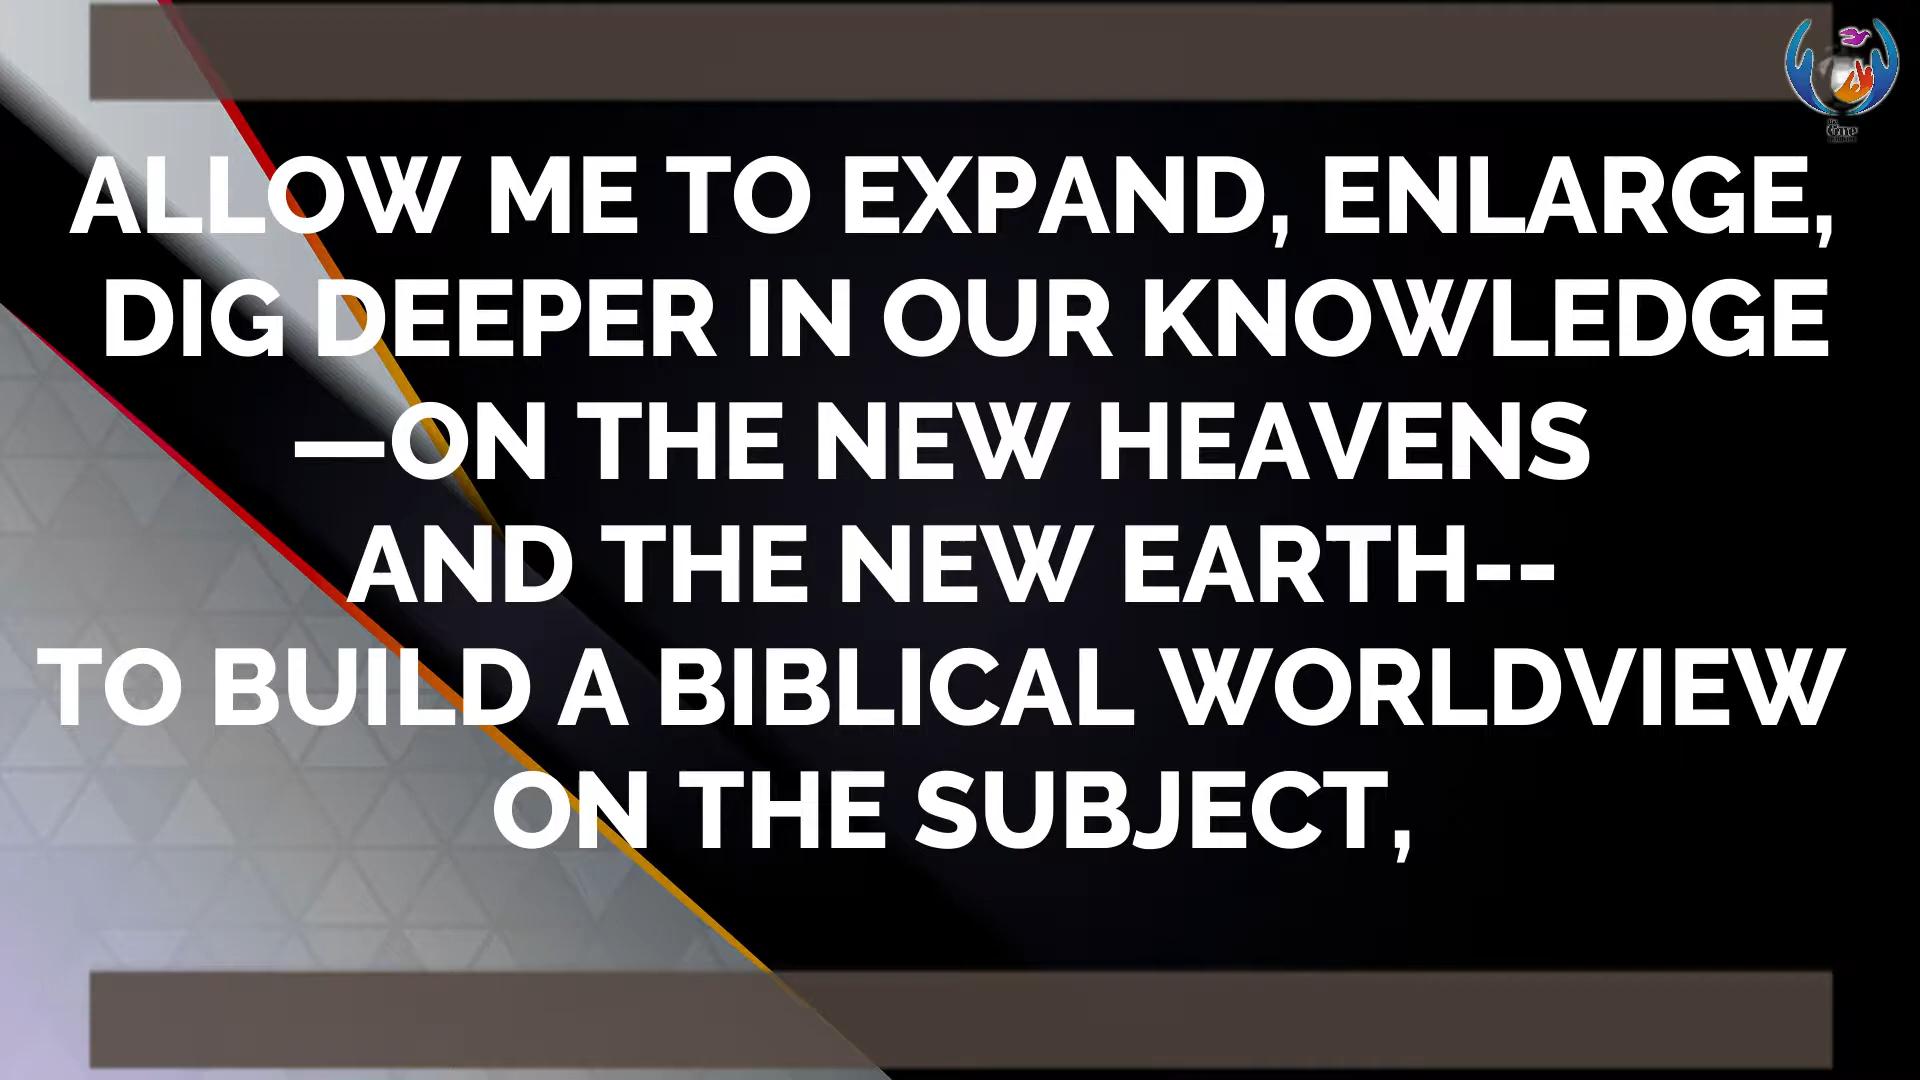 ALLOW ME TO EXPAND, ENLARGE,
DIG DEEPER IN OUR KNOWLEDGE
—ON THE NEW HEAVENS
AND THE NEW EARTH--
TO BUILD A BIBLICAL WORLDVIEW
ON THE SUBJECT,
One